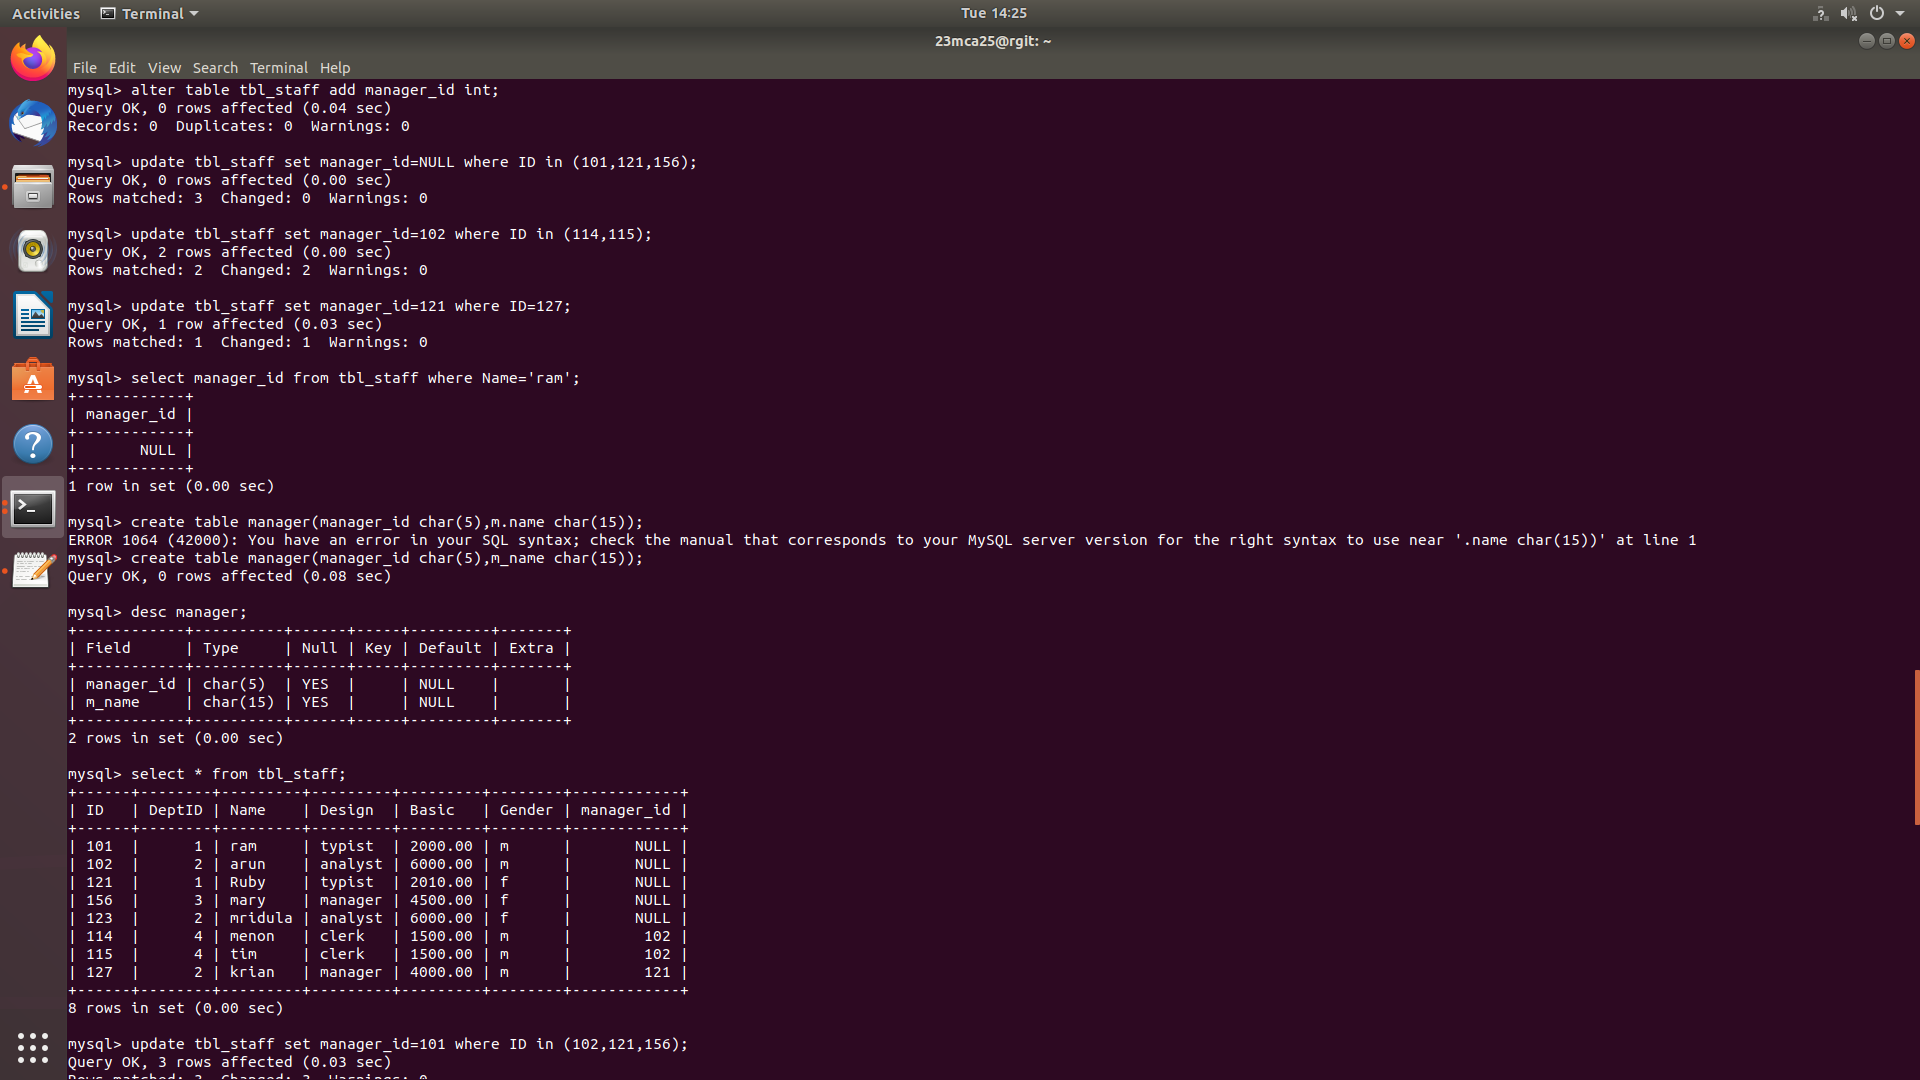 Activities Terminal Tue 14:25
23mca25@rgit: ~
File Edit View Search Terminal Help
mysql> alter table tbl_staff add manager_id int;
Query OK, 0 rows affected (0.04 sec)
Records: 0  Duplicates: 0  Warnings: 0

mysql> update tbl_staff set manager_id=NULL where ID in (101,121,156);
Query OK, 0 rows affected (0.00 sec)
Rows matched: 3  Changed: 0  Warnings: 0

mysql> update tbl_staff set manager_id=102 where ID in (114,115);
Query OK, 2 rows affected (0.00 sec)
Rows matched: 2  Changed: 2  Warnings: 0

mysql> update tbl_staff set manager_id=121 where ID=127;
Query OK, 1 row affected (0.03 sec)
Rows matched: 1  Changed: 1  Warnings: 0

mysql> select manager_id from tbl_staff where Name='ram';
+------------+
| manager_id |
+------------+
|       NULL |
+------------+
1 row in set (0.00 sec)

mysql> create table manager(manager_id char(5),m.name char(15));
ERROR 1064 (42000): You have an error in your SQL syntax; check the manual that corresponds to your MySQL server version for the right syntax to use near '.name char(15))' at line 1
mysql> create table manager(manager_id char(5),m_name char(15));
Query OK, 0 rows affected (0.08 sec)

mysql> desc manager;
+------------+----------+------+-----+---------+-------+
| Field      | Type     | Null | Key | Default | Extra |
+------------+----------+------+-----+---------+-------+
| manager_id | char(5)  | YES  |     | NULL    |       |
| m_name     | char(15) | YES  |     | NULL    |       |
+------------+----------+------+-----+---------+-------+
2 rows in set (0.00 sec)

mysql> select * from tbl_staff;
+------+--------+---------+---------+---------+--------+------------+
| ID   | DeptID | Name    | Design  | Basic   | Gender | manager_id |
+------+--------+---------+---------+---------+--------+------------+
| 101  |      1 | ram     | typist  | 2000.00 | m      |       NULL |
| 102  |      2 | arun    | analyst | 6000.00 | m      |       NULL |
| 121  |      1 | Ruby    | typist  | 2010.00 | f      |       NULL |
| 156  |      3 | mary    | manager | 4500.00 | f      |       NULL |
| 123  |      2 | mridula | analyst | 6000.00 | f      |       NULL |
| 114  |      4 | menon   | clerk   | 1500.00 | m      |        102 |
| 115  |      4 | tim     | clerk   | 1500.00 | m      |        102 |
| 127  |      2 | krian   | manager | 4000.00 | m      |        121 |
+------+--------+---------+---------+---------+--------+------------+
8 rows in set (0.00 sec)

mysql> update tbl_staff set manager_id=101 where ID in (102,121,156);
Query OK, 3 rows affected (0.03 sec)
Rows matched: 3  Changed: 3  Warnings: 0